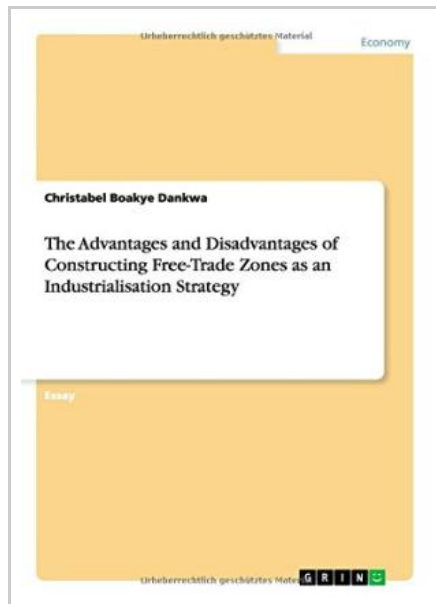 Urheberrechtlich geschütztes Material
Economy
Christabel Boakye Dankwa
The Advantages and Disadvantages of
Constructing Free-Trade Zones as an
Industrialisation Strategy
Essay
Urheberrechtlich geschütztes Mater
GRIN